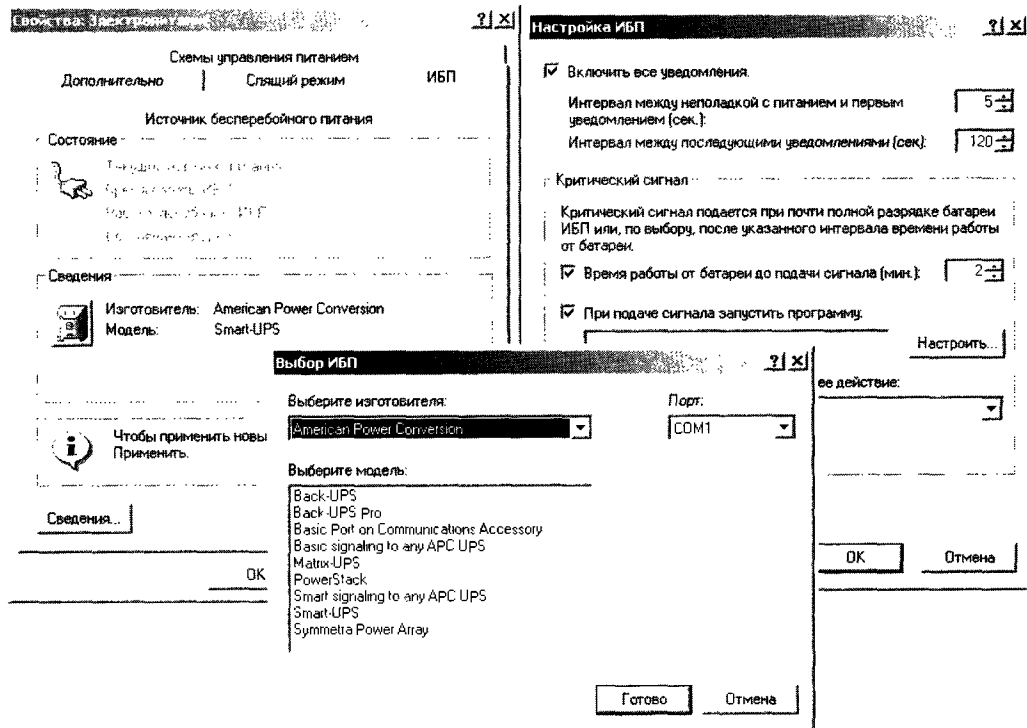 Свойства: Электропитание
Схемы управления питанием
Дополнительно
Спящий режим
ИБП
Источник бесперебойного питания
Состояние
Сведения
Изготовитель: American Power Conversion
Модель: Smart-UPS
Чтобы применить новы
Применить.
Сведения...
OK
Настройка ИБП
Включить все уведомления.
Интервал между неполадкой с питанием и первым
уведомлением (сек.):
5
Интервал между последующими уведомлениями (сек):
120
Критический сигнал
Критический сигнал подается при почти полной разрядке батареи
ИБП или, по выбору, после указанного интервала времени работы
от батареи.
Время работы от батареи до подачи сигнала (мин.):
2
При подаче сигнала запустить программу:
Настроить...
ее действие:
OK
Отмена
Выбор ИБП
Выберите изготовителя:
Порт:
American Power Conversion
COM1
Выберите модель:
Back-UPS
Back-UPS Pro
Basic Port on Communications Accessory
Basic signaling to any APC UPS
Matrix-UPS
PowerStack
Smart signaling to any APC UPS
Smart-UPS
Symmetra Power Array
Готово
Отмена